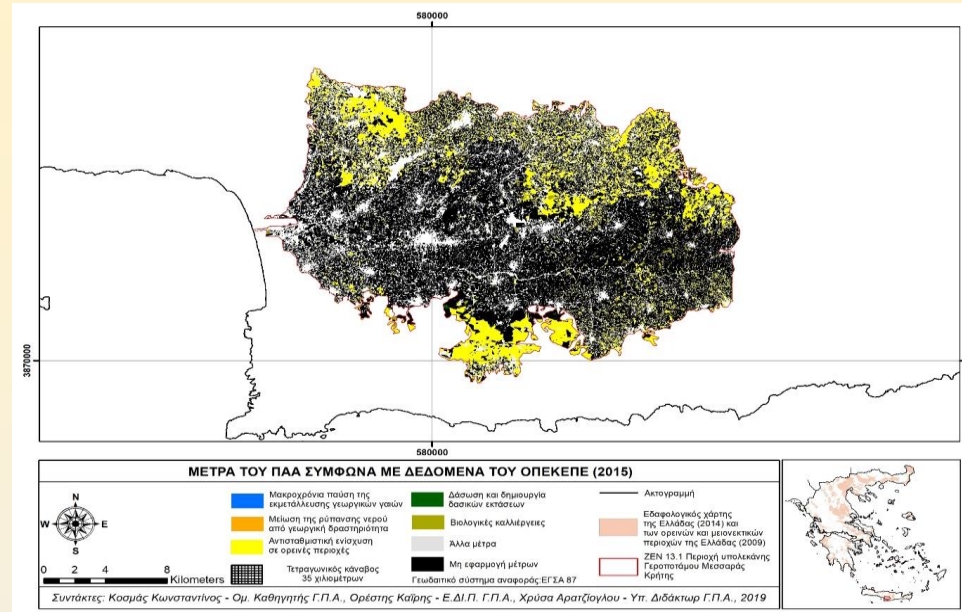 580000
3870000
580000
ΜΕΤΡΑ ΤΟΥ ΠΑΑ ΣΥΜΦΩΝΑ ΜΕ ΔΕΔΟΜΕΝΑ ΤΟΥ ΟΠΕΚΕΠΕ (2015)
N
W E
S
0 2 4 8
Kilometers
Μακροχρόνια παύση της
εκμετάλλευσης γεωργικών γαιών
Μείωση της ρύπανσης νερού
από γεωργική δραστηριότητα
Αντισταθμιστική ενίσχυση
σε ορεινές περιοχές
Τετραγωνικός κάναβος
35 χιλιομέτρων
Δάσωση και δημιουργία
δασικών εκτάσεων
Βιολογικές καλλιέργειες
Άλλα μέτρα
Μη εφαρμογή μέτρων
Γεωδαιτικό σύστημα αναφοράς:ΕΓΣΑ 87
Ακτογραμμή
Εδαφολογικός χάρτης
της Ελλάδας (2014) και
των ορεινών και μειονεκτικών
περιοχής της Ελλάδας (2009)
ZEN 13.1 Περιοχή υπολεκάνης
Γεροποτάμου Μεσσαράς
Κρήτης
Συντάκτες: Κοσμάς Κωνσταντίνος - Ομ. Καθηγητής Γ.Π.Α., Ορέστης Καΐρης - Ε.ΔΙ.Π. Γ.Π.Α., Χρύσα Αρατζίογλου - Υπ. Διδάκτωρ Γ.Π.Α., 2019